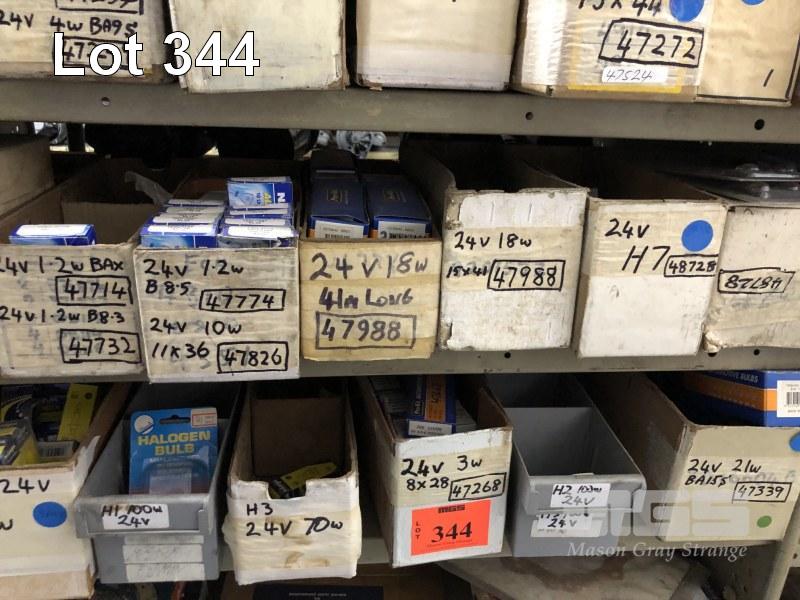 24V
4W BA9S
Lot 344
15x44
47272
47524
1
24V 1·2W BAX
47714
24V 1·2W B8·3
47732
24V 1·2W
B8·5
47774
24V 10W
11x36 47826
24V 18W
41m LONG
47988
24V 18W
15x41 47988
24V
H7 48728
48728
24V
HALOGEN
BULB
H1 100W
24V
H3
24V 70W
24V 3W
8x28 47268
MGS
LOT 344
H7 100W
24V
24V
24V 21W
BA15S
47339
MGS
Mason Gray Strange